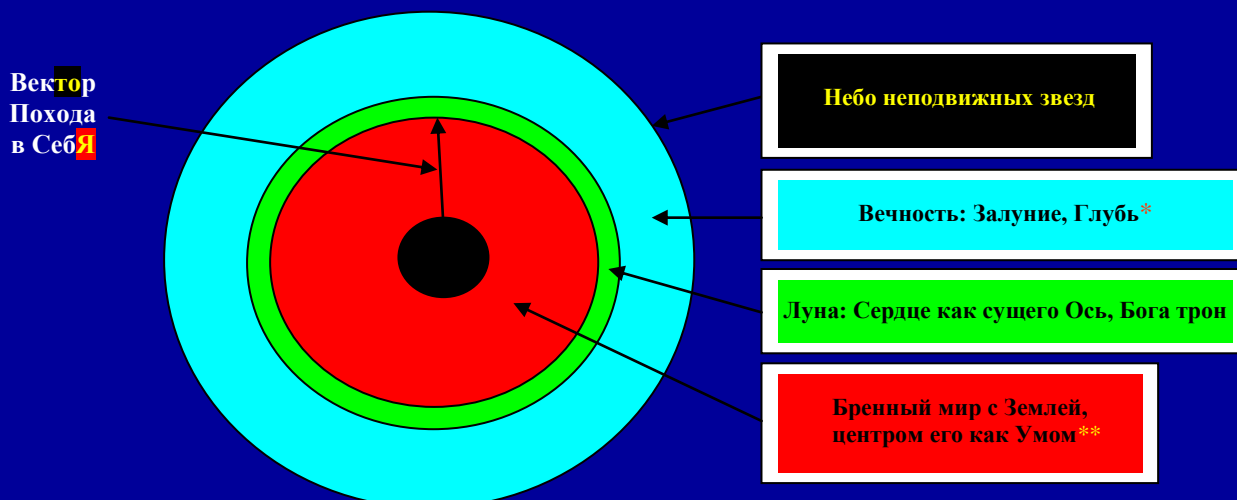 Вектор
Похода
в СебЯ
Небо неподвижных звезд
Вечность: Залуние, Глубь*
Луна: Сердце как сущего Ось, Бога трон
Бренный мир с Землей,
центром его как Умом**